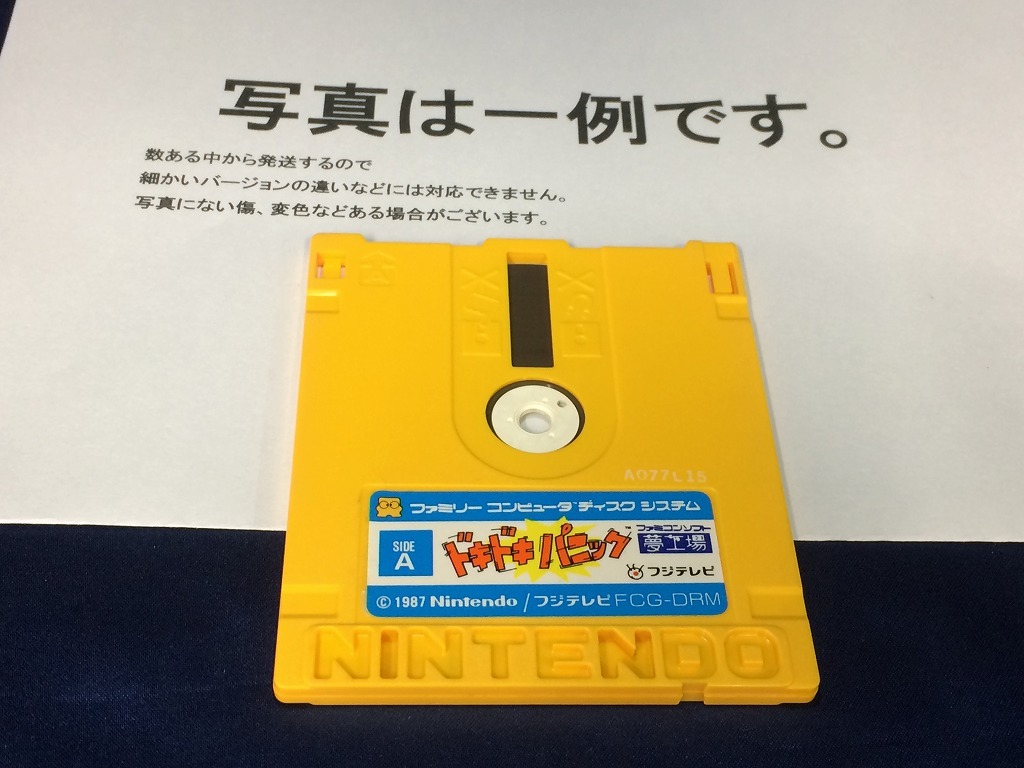 写真は一例です。
数ある中から発送するので
細かいバージョンの違いなどには対応できません。
写真にない傷、変色などある場合がございます。
A077L15
ファミリー コンピュータ ディスク システム
SIDE
A
ドキドキパニック
™
ファミコンソフト
夢工場
フジテレビ
© 1987 Nintendo / フジテレビ FCG-DRM
NINTENDO